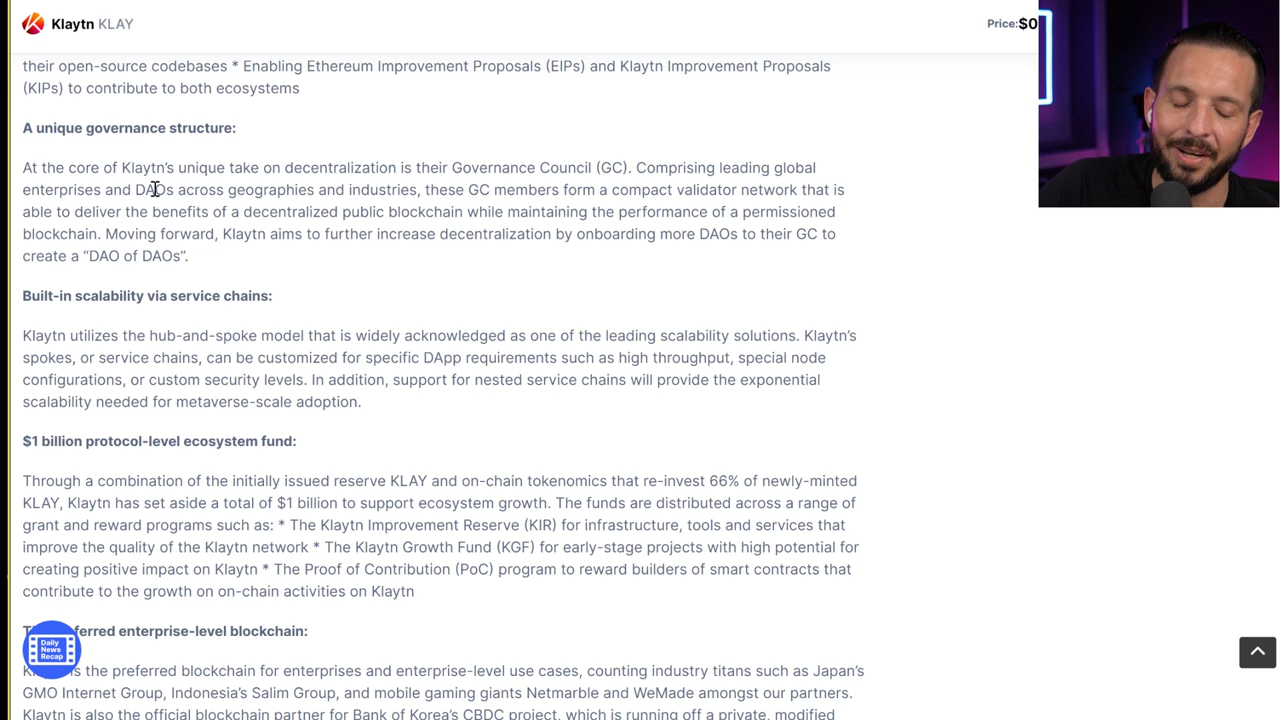 Klaytn KLAY
Price:$0
their open-source codebases * Enabling Ethereum Improvement Proposals (EIPs) and Klaytn Improvement Proposals
(KIPs) to contribute to both ecosystems
A unique governance structure:
At the core of Klaytn’s unique take on decentralization is their Governance Council (GC). Comprising leading global
enterprises and DAOs across geographies and industries, these GC members form a compact validator network that is
able to deliver the benefits of a decentralized public blockchain while maintaining the performance of a permissioned
blockchain. Moving forward, Klaytn aims to further increase decentralization by onboarding more DAOs to their GC to
create a “DAO of DAOs”.
Built-in scalability via service chains:
Klaytn utilizes the hub-and-spoke model that is widely acknowledged as one of the leading scalability solutions. Klaytn’s
spokes, or service chains, can be customized for specific DApp requirements such as high throughput, special node
configurations, or custom security levels. In addition, support for nested service chains will provide the exponential
scalability needed for metaverse-scale adoption.
$1 billion protocol-level ecosystem fund:
Through a combination of the initially issued reserve KLAY and on-chain tokenomics that re-invest 66% of newly-minted
KLAY, Klaytn has set aside a total of $1 billion to support ecosystem growth. The funds are distributed across a range of
grant and reward programs such as: * The Klaytn Improvement Reserve (KIR) for infrastructure, tools and services that
improve the quality of the Klaytn network * The Klaytn Growth Fund (KGF) for early-stage projects with high potential for
creating positive impact on Klaytn * The Proof of Contribution (PoC) program to reward builders of smart contracts that
contribute to the growth on on-chain activities on Klaytn
enterprise-level blockchain:
Daily
News
Recap
is the preferred blockchain for enterprises and enterprise-level use cases, counting industry titans such as Japan’s
GMO Internet Group, Indonesia’s Salim Group, and mobile gaming giants Netmarble and WeMade amongst our partners.
Klaytn is also the official blockchain partner for Bank of Korea’s CBDC project, which is running off a private, modified